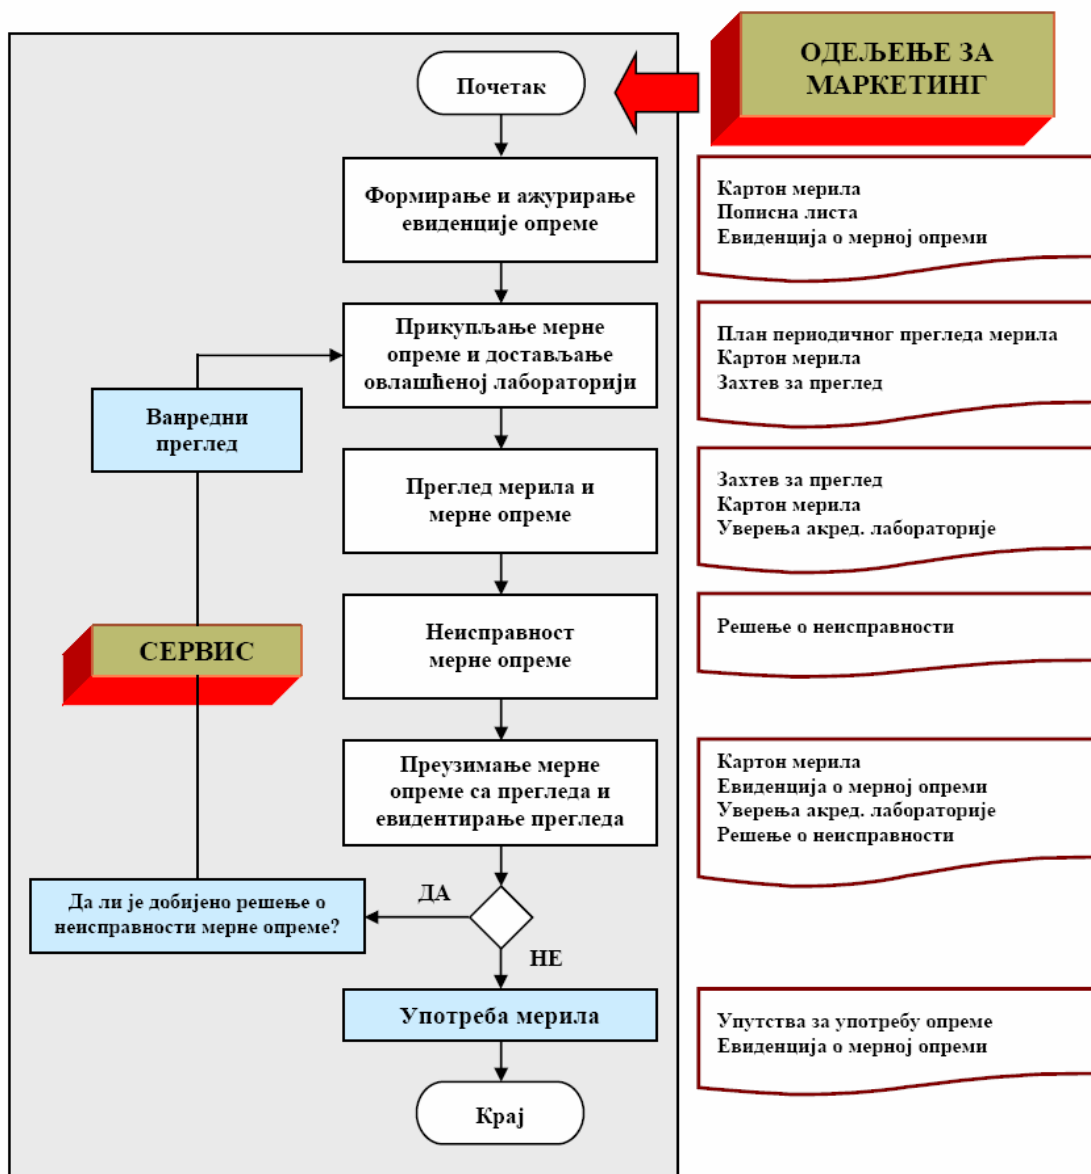 Почетак
ОДЕЉЕЊЕ ЗА
МАРКЕТИНГ
Формирање и ажурирање
евиденције опреме
Картон мерила
Пописна листа
Евиденција о мерној опреми
Прикупљање мерне
опреме и достављање
овлашћеној лабораторији
План периодичног прегледа мерила
Картон мерила
Захтев за преглед
Ванредни
преглед
Преглед мерила и
мерне опреме
Захтев за преглед
Картон мерила
Уверења акред. лабораторије
СЕРВИС
Неисправност
мерне опреме
Решење о неисправности
Преузимање мерне
опреме са прегледа и
евидентирање прегледа
Картон мерила
Евиденција о мерној опреми
Уверења акред. лабораторије
Решење о неисправности
Да ли је добијено решење о
неисправности мерне опреме?
ДА
НЕ
Употреба мерила
Упутства за употребу опреме
Евиденција о мерној опреми
Крај